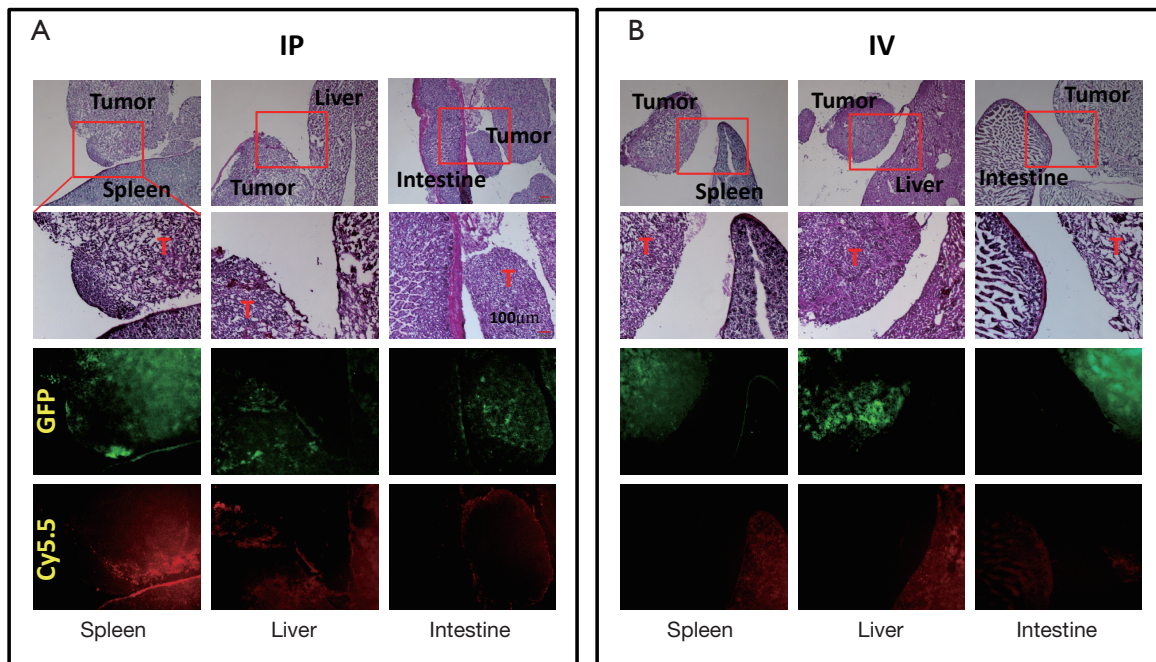 A
IP
Tumor
Spleen
Liver
Tumor
Tumor
Intestine
T
T
T
100μm
GFP
Cy5.5
Spleen Liver Intestine
B
IV
Tumor
Spleen
Tumor
Liver
Tumor
Intestine
T
T
T
Spleen Liver Intestine